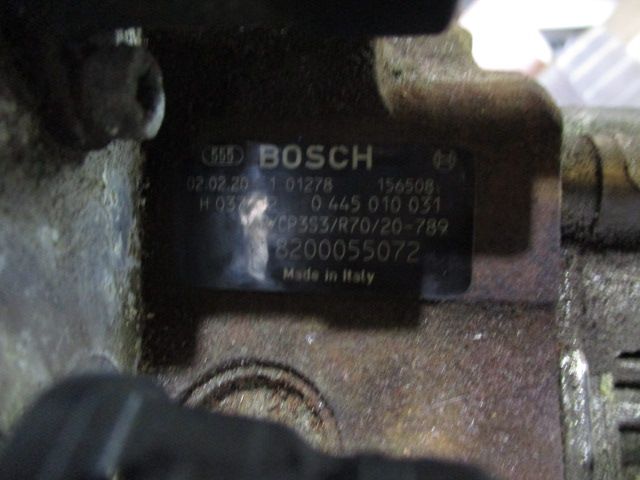 555 BOSCH
02.02.20 1 01278 156508
0 445 010 031
CP3S3/R70/20-789
8200055072
Made in Italy